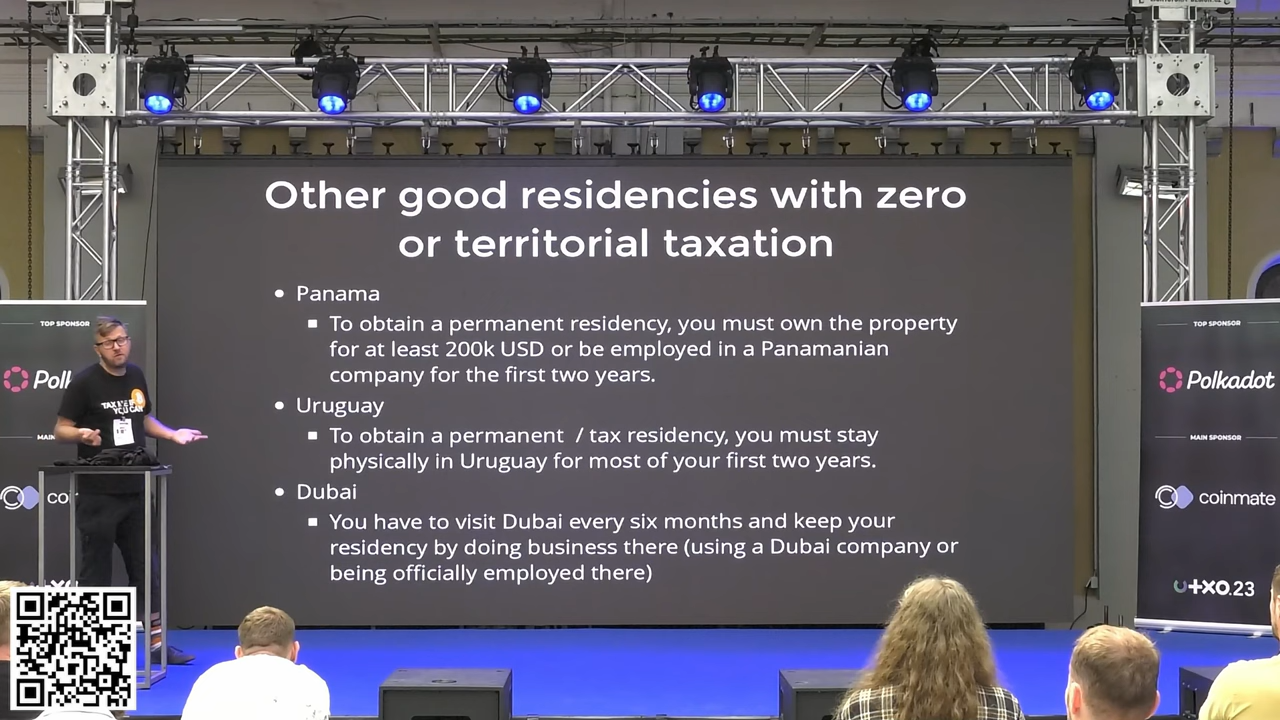 Other good residencies with zero
or territorial taxation
Panama
To obtain a permanent residency, you must own the property
for at least 200k USD or be employed in a Panamanian
company for the first two years.
Uruguay
To obtain a permanent / tax residency, you must stay
physically in Uruguay for most of your first two years.
Dubai
You have to visit Dubai every six months and keep your
residency by doing business there (using a Dubai company or
being officially employed there)
TOP SPONSOR
Polk
MAIN
coi
YOU CAN
TOP SPONSOR
Polkadot
MAIN SPONSOR
coinmate
utxo.23